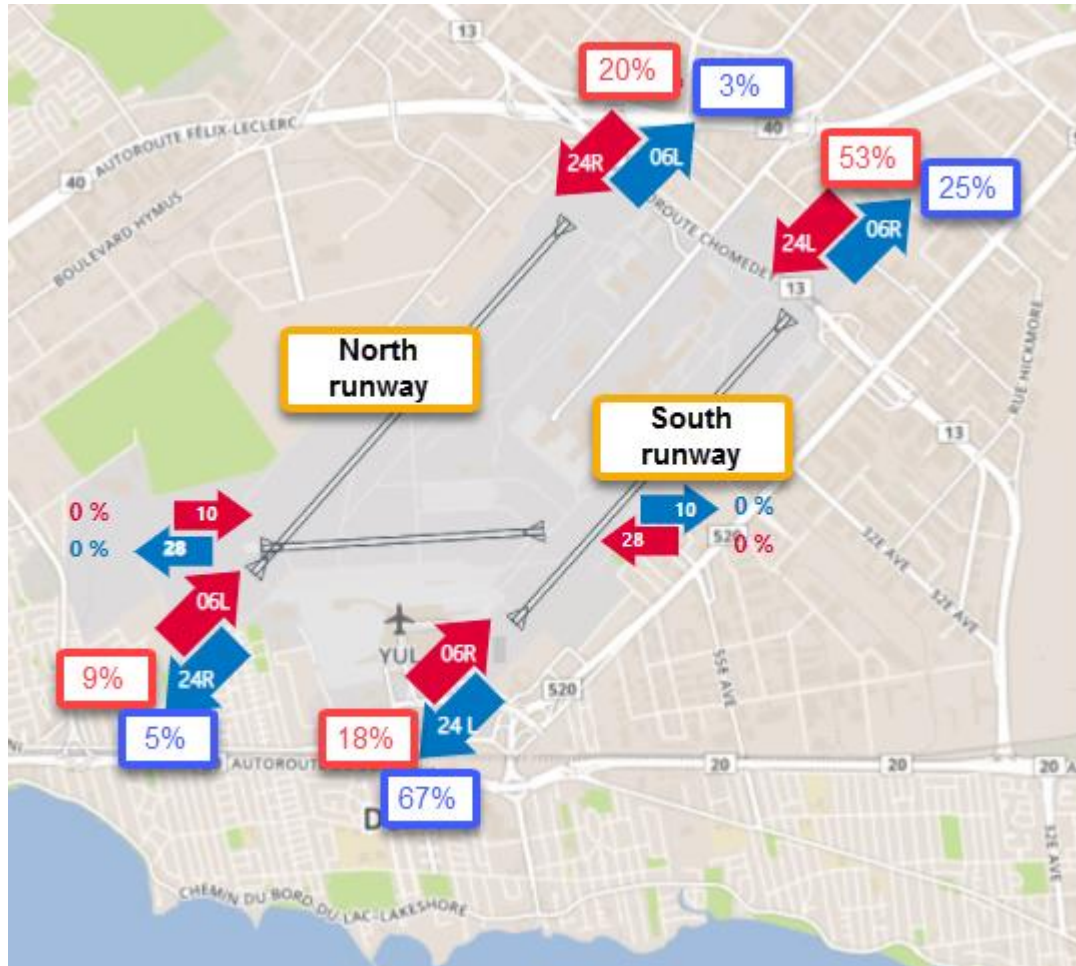 13
20%
3%
AUTOROUTE FÉLIX-LECLERC
40
24R
06L
53%
25%
40
BOULEVARD HYMUS
ROUTE CHOMEDEY
24L
06R
13
RUE HICKMORE
North
runway
South
runway
13
0 %
10
10
0 %
0 %
28
28
520
0 %
32E AVE
32E AVE
06L
YUL
06R
24R
55E AVE
9%
520
24 L
5%
18%
AUTOROUTE
20
20
20
67%
D
32E AVE
CHEMIN DU BORD DU LAC-LAKESHORE